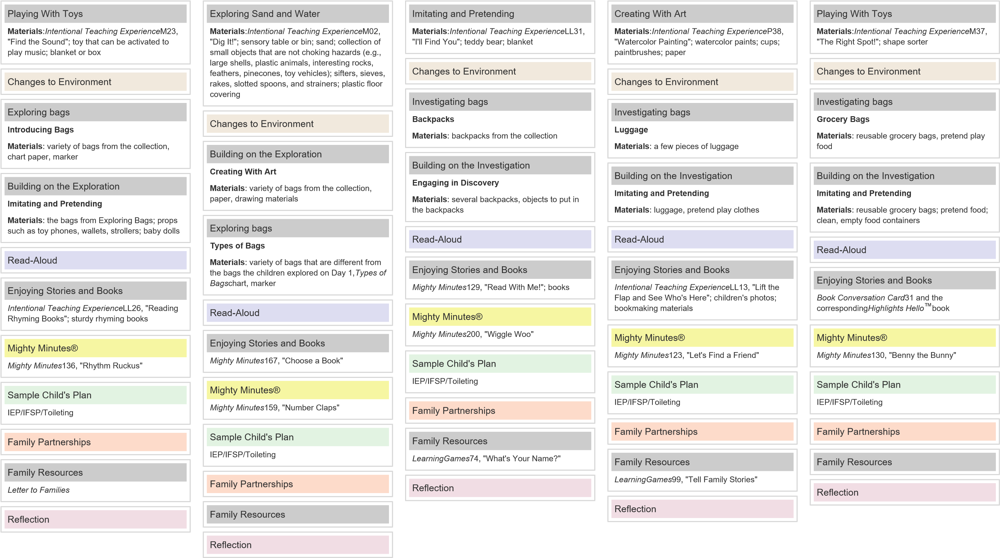 Playing With Toys
Materials:Intentional Teaching ExperienceM23,
"Find the Sound"; toy that can be activated to
play music; blanket or box
Changes to Environment
Exploring bags
Introducing Bags
Materials: variety of bags from the collection,
chart paper, marker
Building on the Exploration
Imitating and Pretending
Materials: the bags from Exploring Bags; props
such as toy phones, wallets, strollers; baby dolls
Read-Aloud
Enjoying Stories and Books
Intentional Teaching ExperienceLL26, "Reading
Rhyming Books"; sturdy rhyming books
Mighty Minutes®
Mighty Minutes136, "Rhythm Ruckus"
Sample Child's Plan
IEP/IFSP/Toileting
Family Partnerships
Family Resources
Letter to Families
Reflection
Exploring Sand and Water
Materials:Intentional Teaching ExperienceM02,
"Dig It!"; sensory table or bin; sand; collection of
small objects that are not choking hazards (e.g.,
large shells, plastic animals, interesting rocks,
feathers, pinecones, toy vehicles); sifters, sieves,
rakes, slotted spoons, and strainers; plastic floor
covering
Changes to Environment
Building on the Exploration
Creating With Art
Materials: variety of bags from the collection,
paper, drawing materials
Exploring bags
Types of Bags
Materials: variety of bags that are different from
the bags the children explored on Day 1,Types of
Bagschart, marker
Read-Aloud
Enjoying Stories and Books
Mighty Minutes167, "Choose a Book"
Mighty Minutes®
Mighty Minutes159, "Number Claps"
Sample Child's Plan
IEP/IFSP/Toileting
Family Partnerships
Family Resources
Reflection
Imitating and Pretending
Materials:Intentional Teaching ExperienceLL31,
"I'll Find You"; teddy bear; blanket
Changes to Environment
Investigating bags
Backpacks
Materials: backpacks from the collection
Building on the Investigation
Engaging in Discovery
Materials: several backpacks, objects to put in
the backpacks
Read-Aloud
Enjoying Stories and Books
Mighty Minutes129, "Read With Me!"; books
Mighty Minutes®
Mighty Minutes200, "Wiggle Woo"
Sample Child's Plan
IEP/IFSP/Toileting
Family Partnerships
Family Resources
LearningGames74, "What's Your Name?"
Reflection
Creating With Art
Materials:Intentional Teaching ExperienceP38,
"Watercolor Painting"; watercolor paints; cups;
paintbrushes; paper
Changes to Environment
Investigating bags
Luggage
Materials: a few pieces of luggage
Building on the Investigation
Imitating and Pretending
Materials: luggage, pretend play clothes
Read-Aloud
Enjoying Stories and Books
Intentional Teaching ExperienceLL13, "Lift the
Flap and See Who's Here"; children's photos;
bookmaking materials
Mighty Minutes®
Mighty Minutes123, "Let's Find a Friend"
Sample Child's Plan
IEP/IFSP/Toileting
Family Partnerships
Family Resources
LearningGames99, "Tell Family Stories"
Reflection
Playing With Toys
Materials:Intentional Teaching ExperienceM37,
"The Right Spot!"; shape sorter
Changes to Environment
Investigating bags
Grocery Bags
Materials: reusable grocery bags, pretend play
food
Building on the Investigation
Imitating and Pretending
Materials: reusable grocery bags; pretend food;
clean, empty food containers
Read-Aloud
Enjoying Stories and Books
Book Conversation Card31 and the
correspondingHighlights Hello™book
Mighty Minutes®
Mighty Minutes130, "Benny the Bunny"
Sample Child's Plan
IEP/IFSP/Toileting
Family Partnerships
Family Resources
Reflection